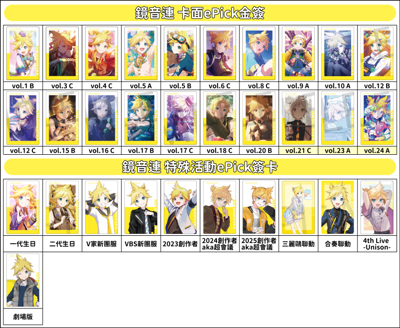 鏡音連 卡面ePick金簽
vol.1 B
vol.3 C
vol.4 C
vol.5 A
vol.5 B
vol.6 C
vol.8 C
vol.9 A
vol.10 A
vol.12 B
vol.12 C
vol.15 B
vol.16 C
vol.17 B
vol.17 C
vol.18 C
vol.20 B
vol.21 C
vol.23 A
vol.24 A
鏡音連 特殊活動ePick簽卡
一代生日
二代生日
V家新團服
VBS新團服
2023創作者
2024創作者
aka超會議
2025創作者
aka超會議
三麗鷗聯動
合奏聯動
4th Live
-Unison-
劇場版